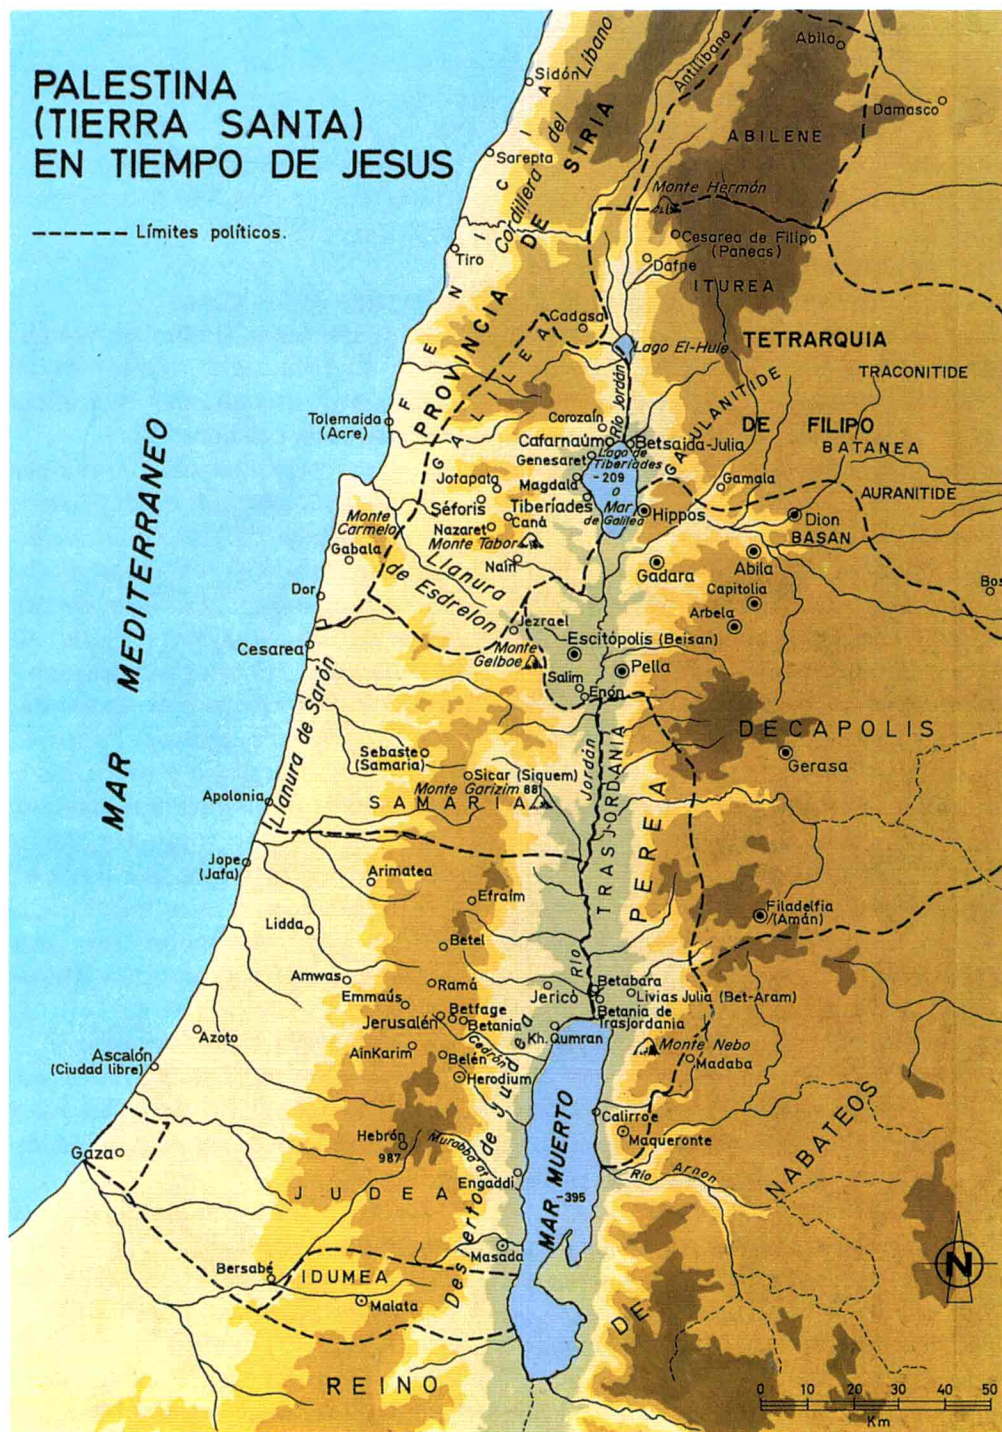 PALESTINA
(TIERRA SANTA)
EN TIEMPO DE JESUS
Límites políticos.
MAR MEDITERRANEO
FENICIA
PROVINCIA DE SIRIA
Cordillera del Líbano
Antilíbano
Abila
Damasco
ABILENE
Sidón
Sarepta
Tiro
Monte Hermón
Cesarea de Filipo
(Paneas)
Dafne
ITUREA
Cadasa
Lago El-Hule
TETRARQUIA
DE FILIPO
TRACONITIDE
GAULANITIDE
BATANEA
AURANITIDE
GALILEA
Río Jordán
Tolemaida
(Acre)
Corozaín
Cafarnaúm
Betsaida-Julia
Genesaret
Lago de
Tiberíades
-209
o
Mar
de Galilea
Magdala
Jotapata
Séforis
Tiberíades
Caná
Nazaret
Monte Tabor
Naín
Gamala
Hippos
Dion
BASAN
Monte
Carmelo
Gabala
Llanura
de Esdrelon
Gadara
Abila
Capitolia
Arbela
Bos
Dor
Jezrael
Escitópolis (Beisan)
Cesarea
Monte
Gelboe
Pella
Salim
Enón
Llanura de Sarón
DECAPOLIS
Gerasa
Sebaste
(Samaria)
Sicar (Siquem)
Monte Garizim 881
Apolonia
SAMARIA
Jordán
TRASJORDANIA
PEREA
Jope
(Jafa)
Arimatea
Efraím
Filadelfia
(Amán)
Lidda
Betel
Río
Amwas
Ramá
Emmaús
Jericó
Betabara
Livias Julia (Bet-Aram)
Betania de
Trasjordania
Jerusalén
Betfage
Betania
Kh. Qumran
Azoto
AinKarim
Cedrón
Belén
Monte Nebo
Madaba
Ascalón
(Ciudad libre)
Herodium
Desierto de Judea
Calirroe
Maqueronte
MAR MUERTO
-395
Hebrón
987
Murabba'at
Gaza
Engaddi
Río Arnon
JUDEA
Masada
Bersabé
IDUMEA
Malata
REINO DE NABATEOS
N
0 10 20 30 40 50
Km